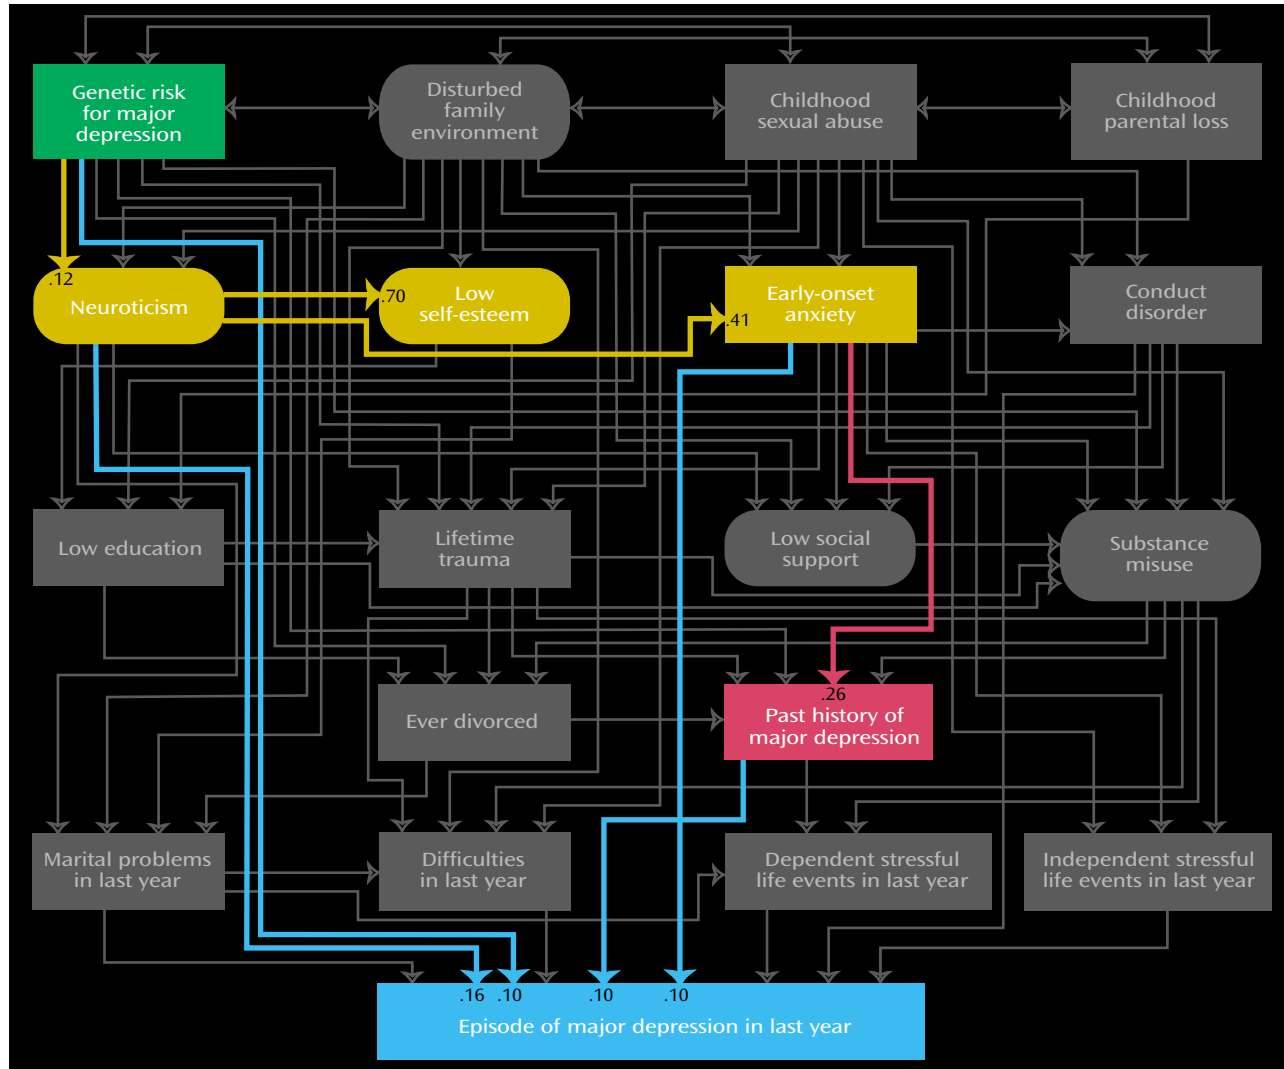 Genetic risk
for major
depression
Disturbed
family
environment
Childhood
sexual abuse
Childhood
parental loss
.12
Neuroticism
.70
Low
self-esteem
Early-onset
anxiety
.41
Conduct
disorder
Low education
Lifetime
trauma
Low social
support
Substance
misuse
Ever divorced
.26
Past history of
major depression
Marital problems
in last year
Difficulties
in last year
Dependent stressful
life events in last year
Independent stressful
life events in last year
.16 .10 .10 .10
Episode of major depression in last year